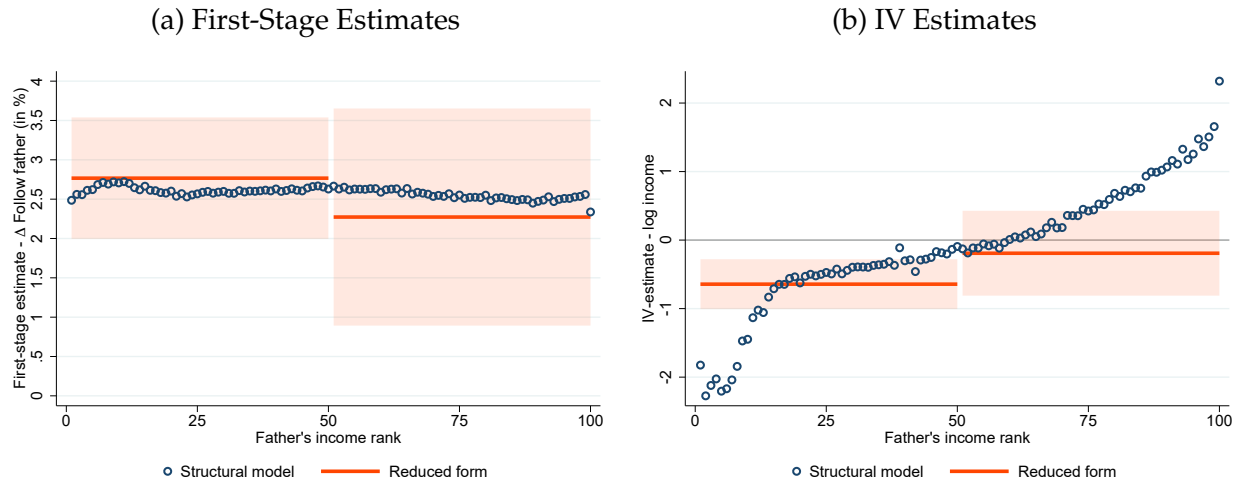 (a) First-Stage Estimates
First-stage estimate - Δ Follow father (in %)
4
3.5
3
2.5
2
1.5
1
.5
0
0 25 50 75 100
Father's income rank
Structural model Reduced form
(b) IV Estimates
IV-estimate - log income
2
1
0
-1
-2
0 25 50 75 100
Father's income rank
Structural model Reduced form